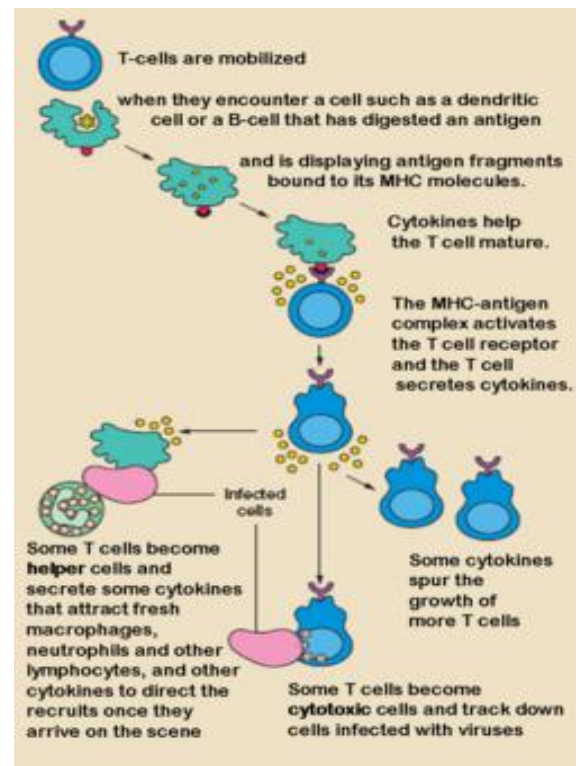 T-cells are mobilized
when they encounter a cell such as a dendritic
cell or a B-cell that has digested an antigen
and is displaying antigen fragments
bound to its MHC molecules.
Cytokines help
the T cell mature.
The MHC-antigen
complex activates
the T cell receptor
and the T cell
secretes cytokines.
Infected
cells
Some T cells become
helper cells and
secrete some cytokines
that attract fresh
macrophages,
neutrophils and other
lymphocytes, and other
cytokines to direct the
recruits once they
arrive on the scene
Some cytokines
spur the
growth of
more T cells
Some T cells become
cytotoxic cells and track down
cells infected with viruses